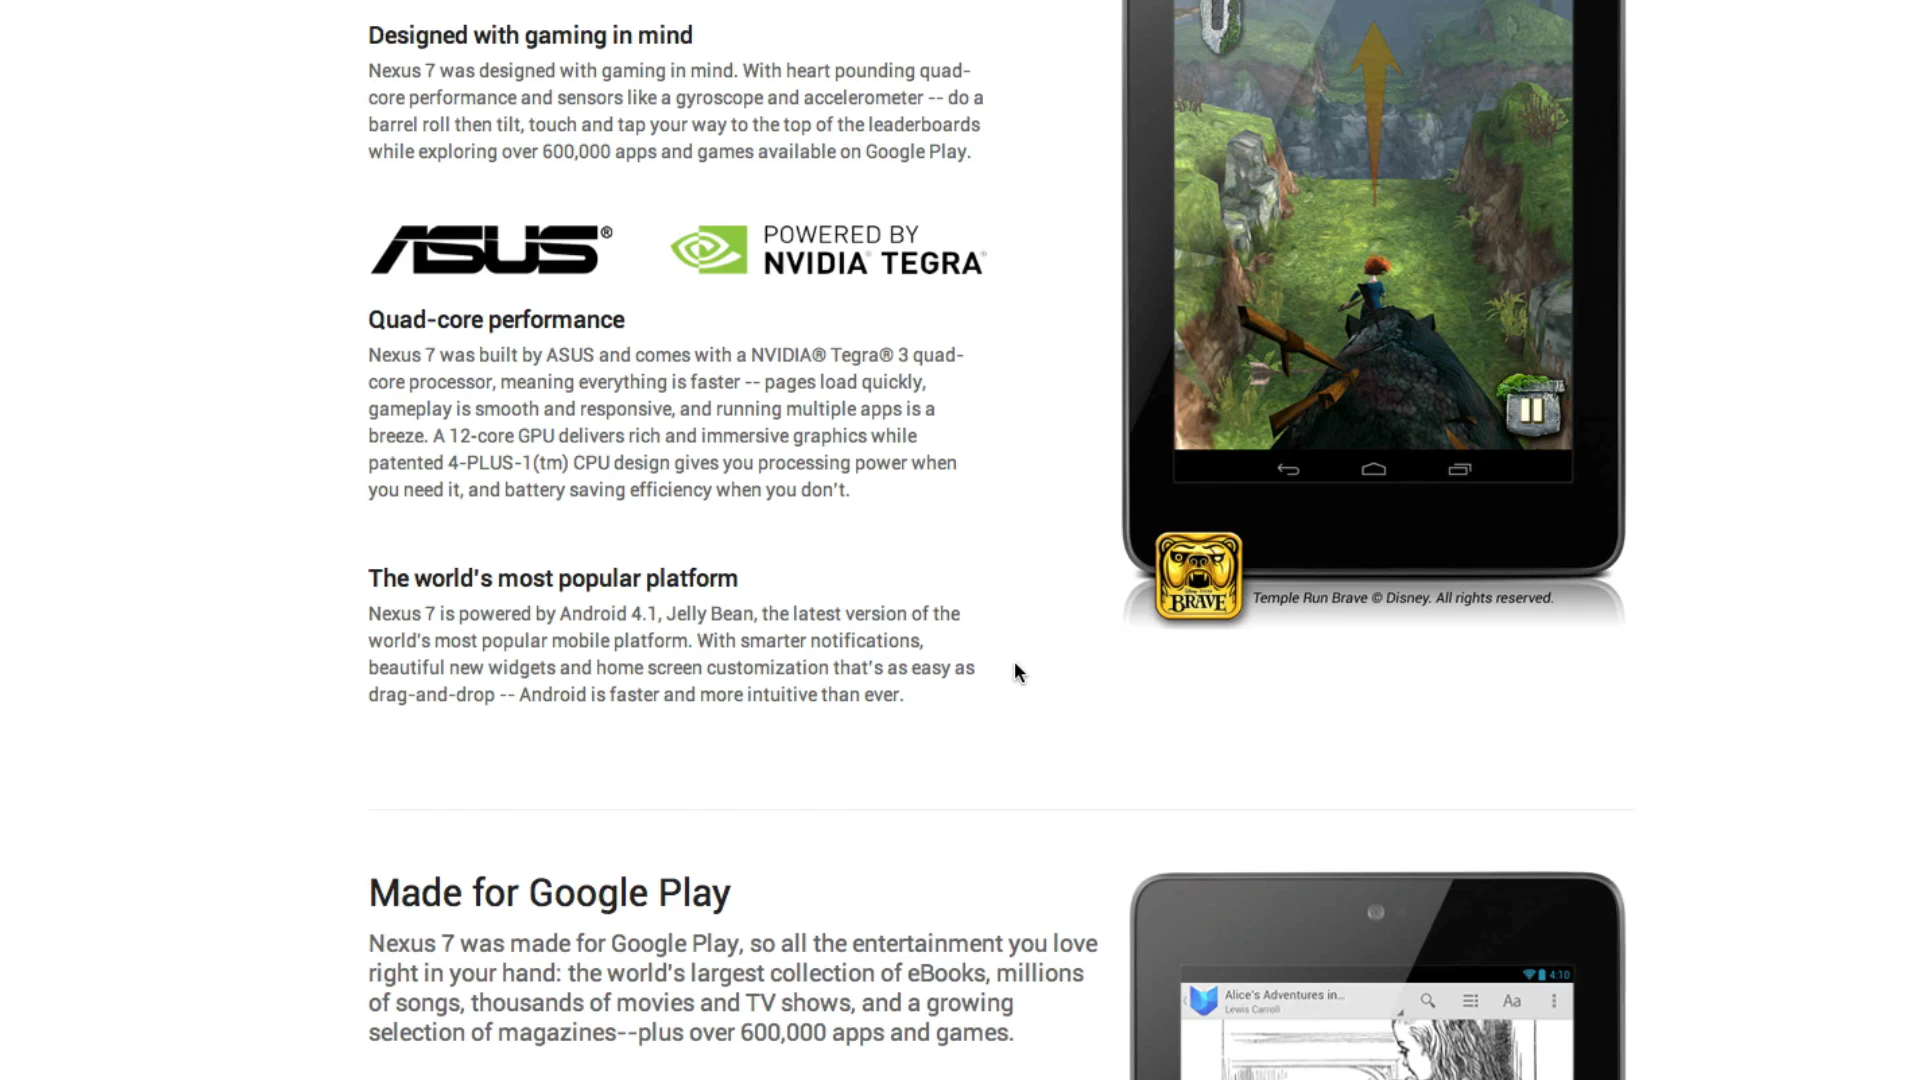 Designed with gaming in mind
Nexus 7 was designed with gaming in mind. With heart pounding quad-
core performance and sensors like a gyroscope and accelerometer -- do a
barrel roll then tilt, touch and tap your way to the top of the leaderboards
while exploring over 600,000 apps and games available on Google Play.
ASUS®
POWERED BY
NVIDIA® TEGRA®
Quad-core performance
Nexus 7 was built by ASUS and comes with a NVIDIA® Tegra® 3 quad-
core processor, meaning everything is faster -- pages load quickly,
gameplay is smooth and responsive, and running multiple apps is a
breeze. A 12-core GPU delivers rich and immersive graphics while
patented 4-PLUS-1(tm) CPU design gives you processing power when
you need it, and battery saving efficiency when you don't.
BRAVE
Temple Run Brave © Disney. All rights reserved.
The world's most popular platform
Nexus 7 is powered by Android 4.1, Jelly Bean, the latest version of the
world's most popular mobile platform. With smarter notifications,
beautiful new widgets and home screen customization that's as easy as
drag-and-drop -- Android is faster and more intuitive than ever.
Made for Google Play
Nexus 7 was made for Google Play, so all the entertainment you love
right in your hand: the world's largest collection of eBooks, millions
of songs, thousands of movies and TV shows, and a growing
selection of magazines--plus over 600,000 apps and games.
4:10
Alice's Adventures in...
Lewis Carroll
Aa